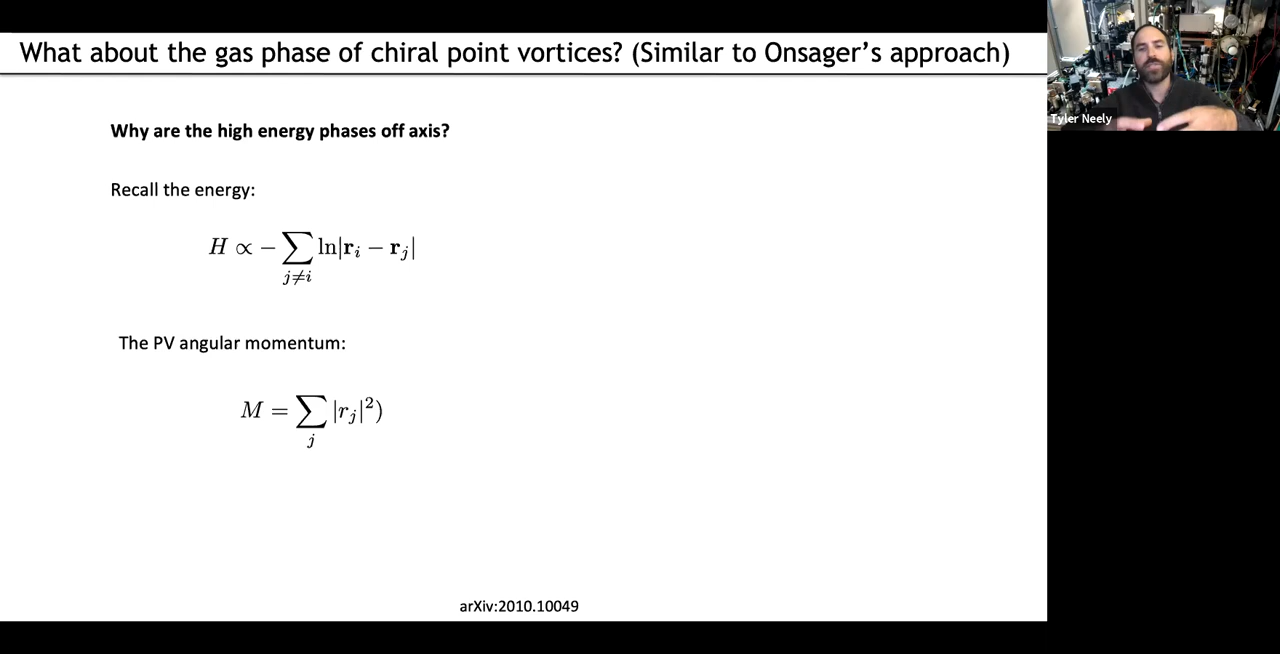 What about the gas phase of chiral point vortices? (Similar to Onsager's approach)
Tyler Neely
Why are the high energy phases off axis?
Recall the energy:
H ∝ − ∑_{j≠i} ln|r_i − r_j|
The PV angular momentum:
M = ∑_j |r_j|^2)
arXiv:2010.10049